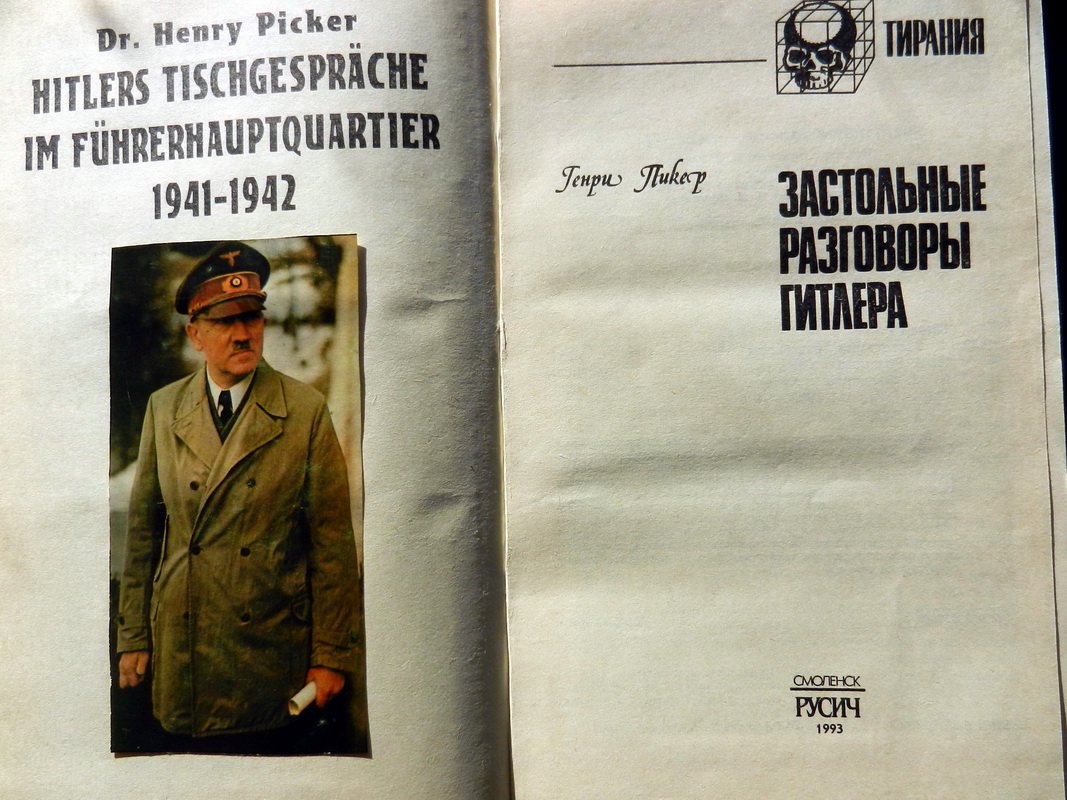 Dr. Henry Picker
HITLERS TISCHGESPRÄCHE
IM FÜHRERHAUPTQUARTIER
1941-1942
ТИРАНИЯ
Генри Пикер
ЗАСТОЛЬНЫЕ
РАЗГОВОРЫ
ГИТЛЕРА
СМОЛЕНСК
РУСИЧ
1993